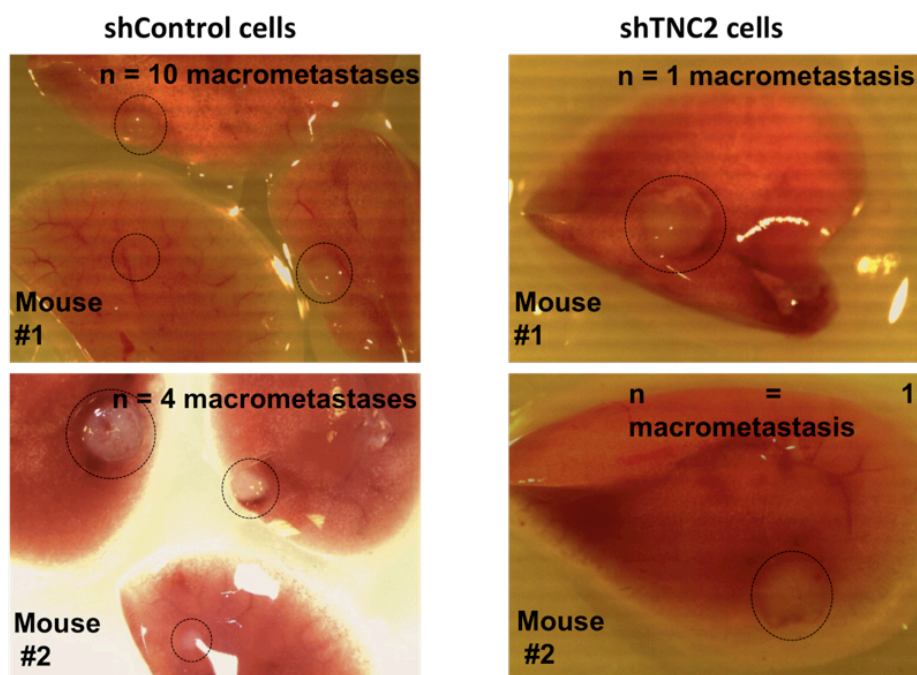 shControl cells
shTNC2 cells
n = 10 macrometastases
Mouse
#1
n = 1 macrometastasis
Mouse
#1
n = 4 macrometastases
Mouse
#2
n = 1
macrometastasis
Mouse
#2